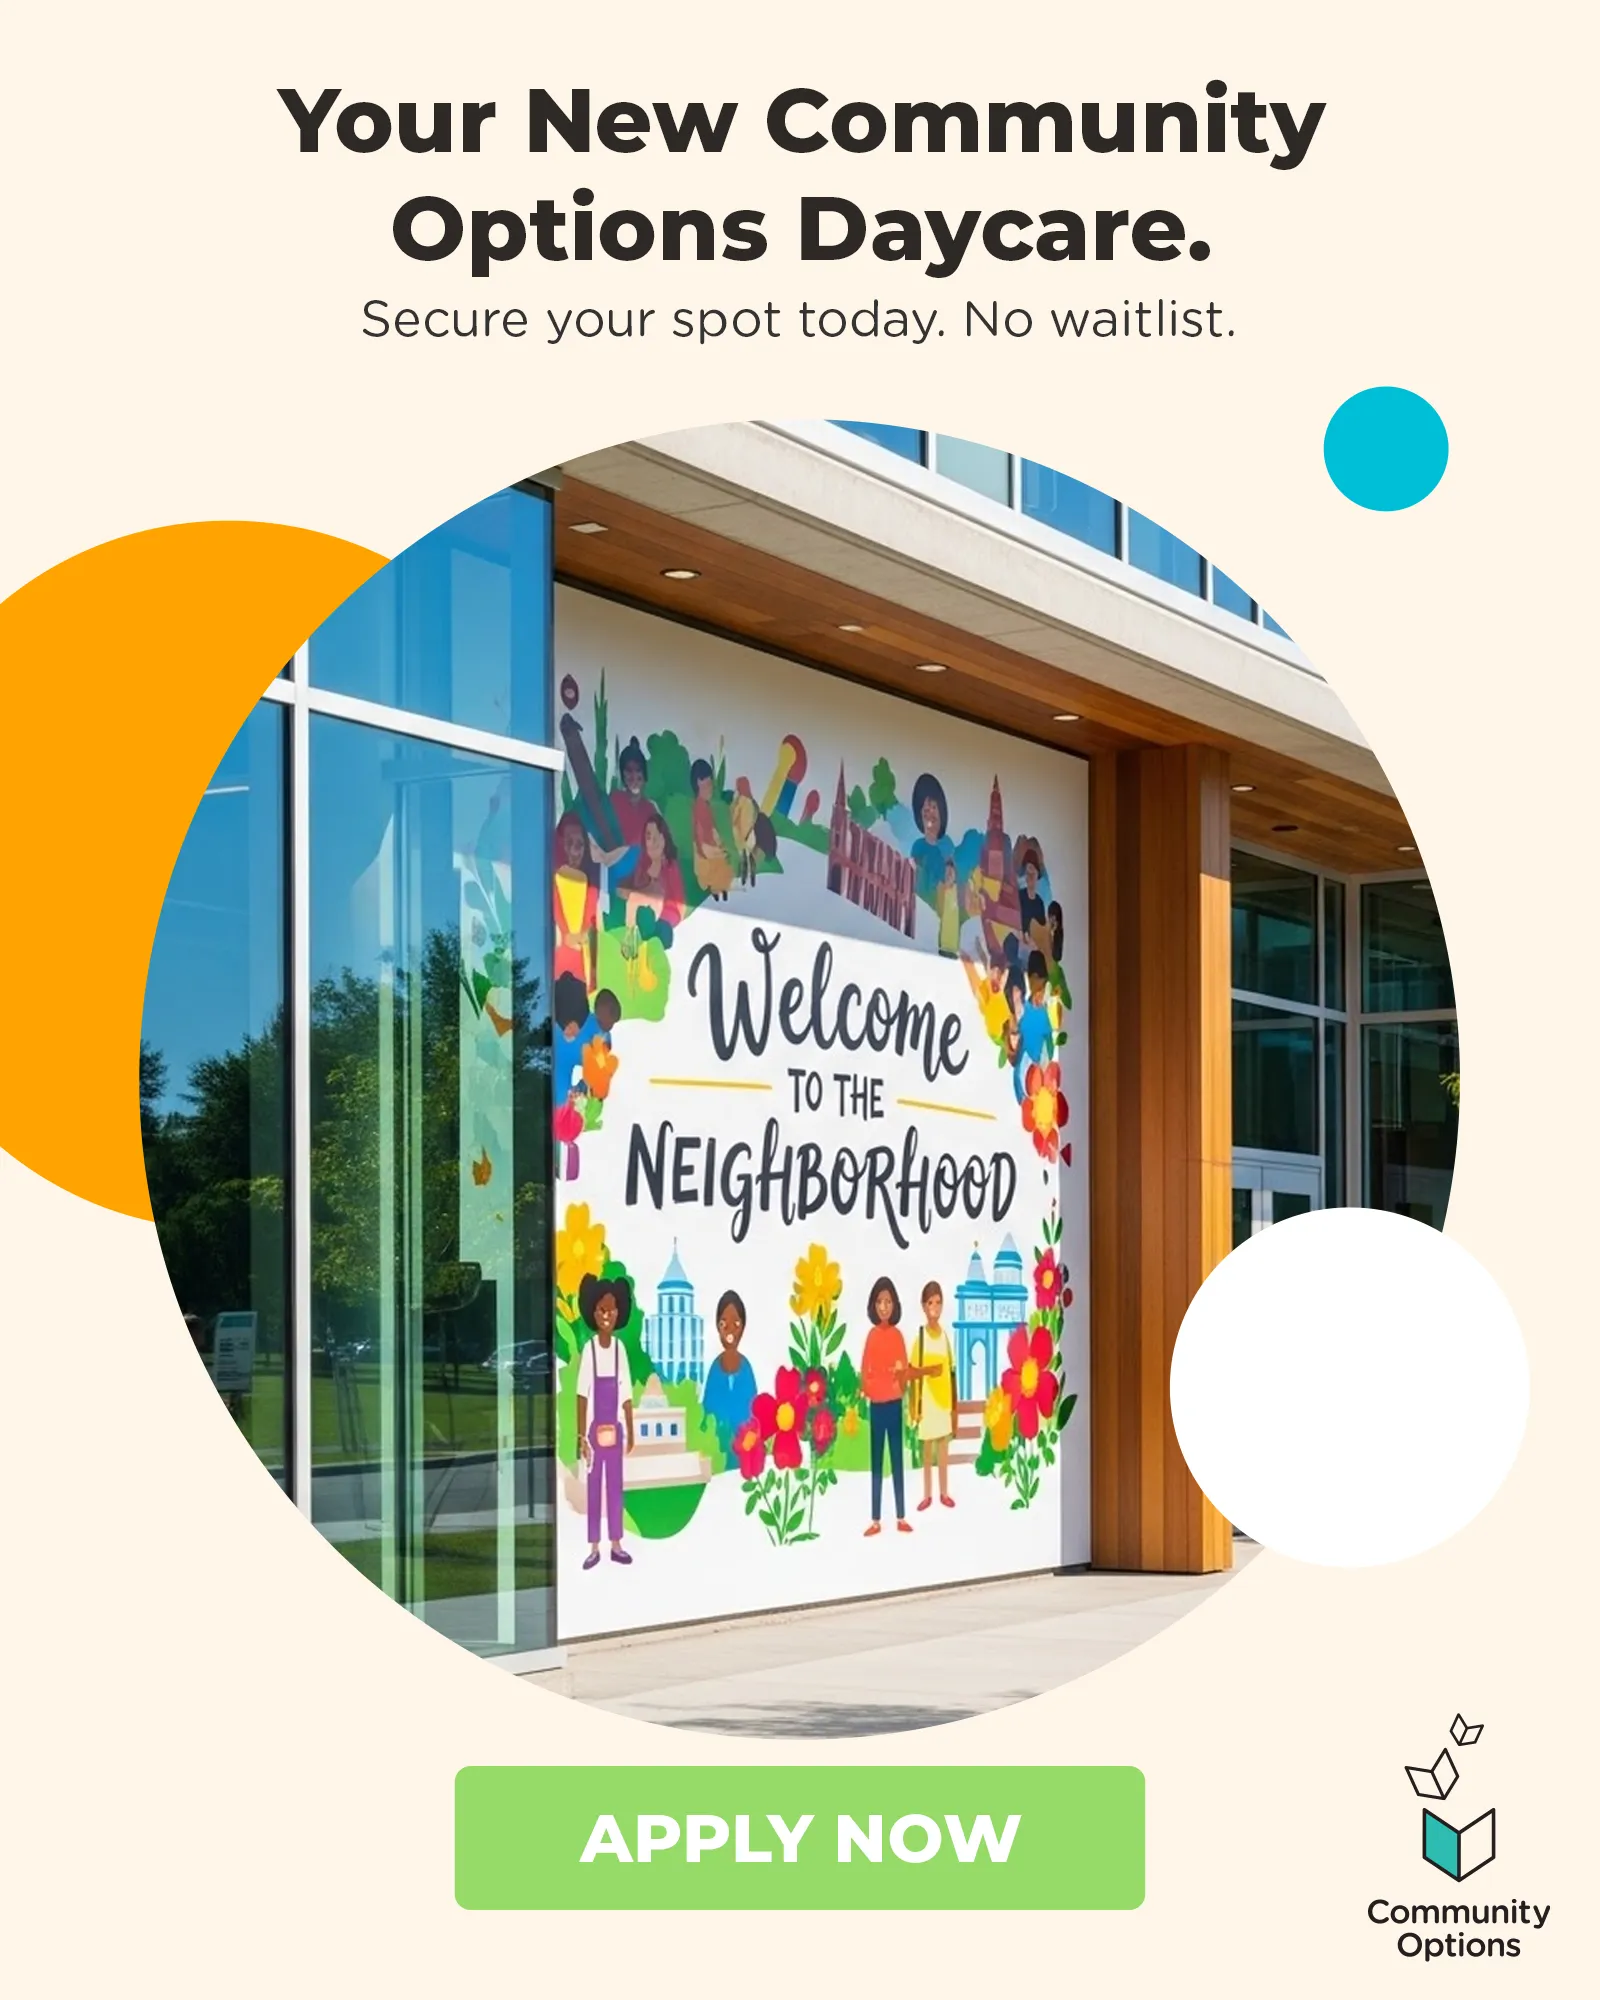 Your New Community
Options Daycare.
Secure your spot today. No waitlist.
Welcome
TO THE
NEIGHBORHOOD
APPLY NOW
Community
Options